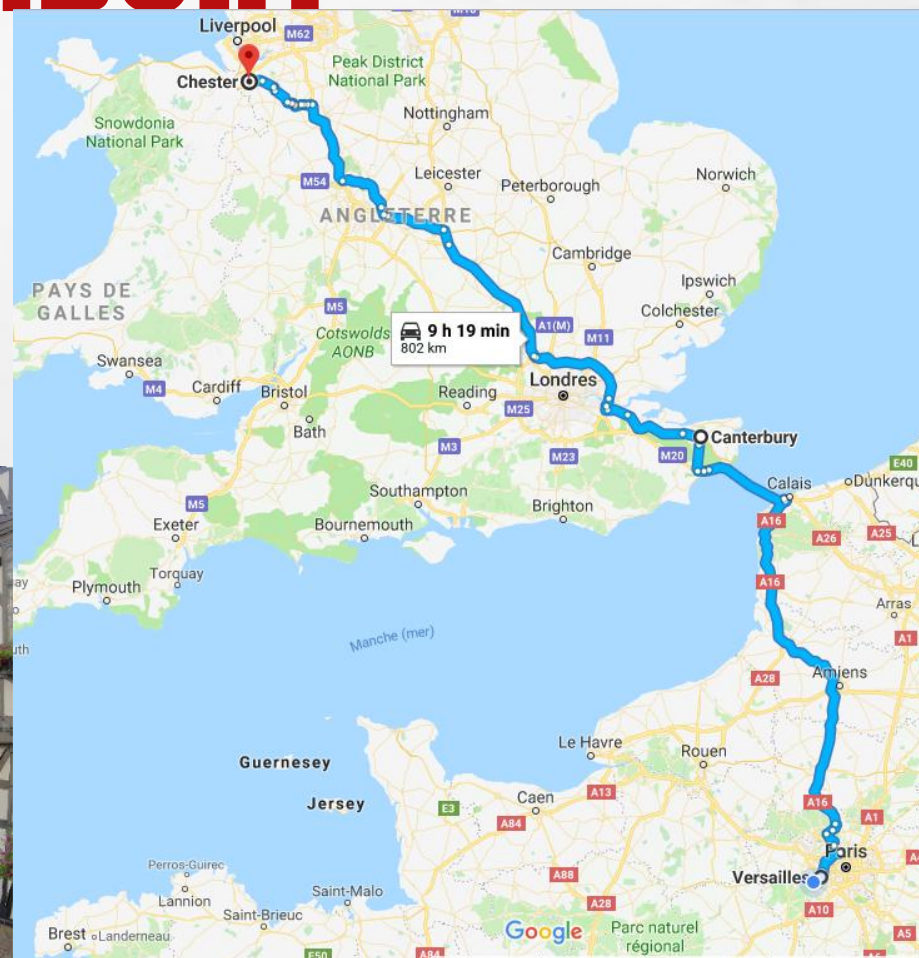 Liverpool
M62
Chester
Peak District
National Park
Nottingham
Snowdonia
National Park
M54
Leicester
Peterborough
Norwich
ANGLETERRE
Cambridge
PAYS DE
GALLES
M5
Ipswich
Colchester
Cotswolds
AONB
9 h 19 min
802 km
A1(M)
M11
Swansea
M4
Cardiff
Bristol
Reading
Londres
M25
Bath
M3
M23
M20
Canterbury
E40
Calais
Dunkerqu
M5
Southampton
Brighton
A16
A26
A25
Exeter
Bournemouth
Torquay
Plymouth
A16
Arras
A1
Manche (mer)
A28
Amiens
Le Havre
Rouen
Guernesey
Jersey
A13
A16
E3
Caen
A84
A1
Paris
Perros-Guirec
Lannion
A88
Versailles
A10
Saint-Malo
Saint-Brieuc
A28
Google
Parc naturel
régional
A5
Brest
Landerneau
E50
A84